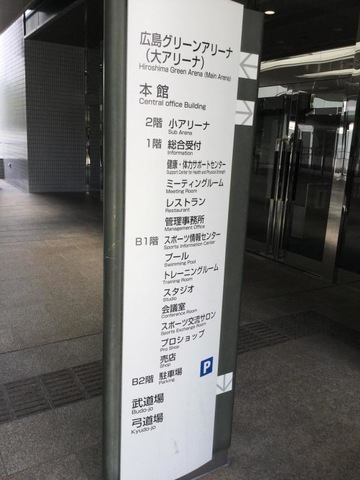 広島グリーンアリーナ
(大アリーナ)
Hiroshima Green Arena (Main Arena)
本館
Central office Building
2階 小アリーナ
Sub Arena
1階 総合受付
Information
健康・体力サポートセンター
Support Center for Health and Physical Strength
ミーティングルーム
Meeting Room
レストラン
Restaurant
管理事務所
Management Office
B1階 スポーツ情報センター
Sports Information Center
プール
Swimming Pool
トレーニングルーム
Training Room
スタジオ
Studio
会議室
Conference Room
スポーツ交流サロン
Sports Exchange Room
プロショップ
Pro Shop
売店
Shop
B2階 駐車場
Parking
P
武道場
Budo-jo
弓道場
Kyudo-jo